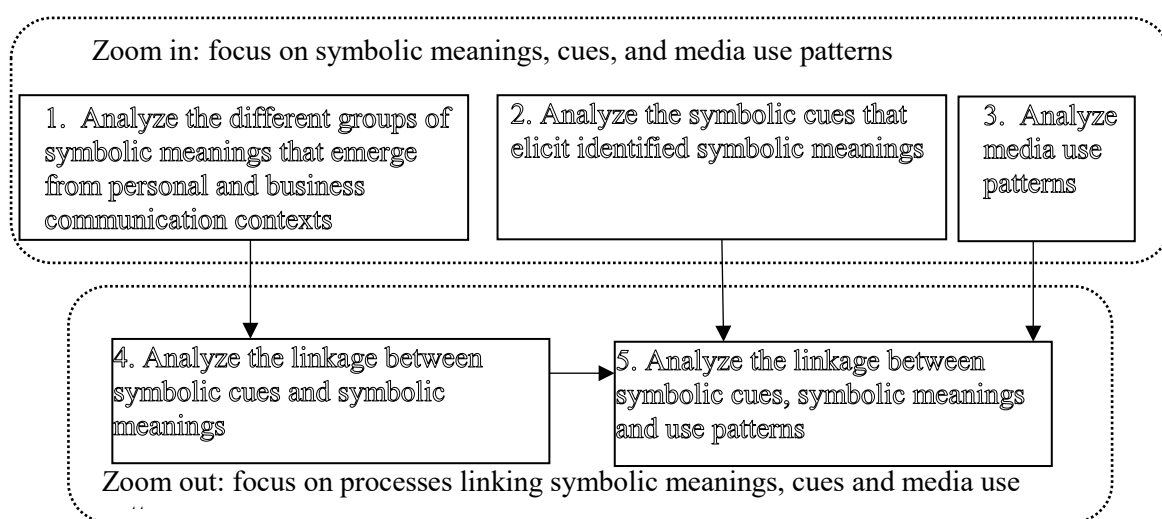 Zoom in: focus on symbolic meanings, cues, and media use patterns
1. Analyze the different groups of
symbolic meanings that emerge
from personal and business
communication contexts
2. Analyze the symbolic cues that
elicit identified symbolic meanings
3. Analyze
media use
patterns
4. Analyze the linkage between
symbolic cues and symbolic
meanings
5. Analyze the linkage between
symbolic cues, symbolic meanings
and use patterns
Zoom out: focus on processes linking symbolic meanings, cues and media use